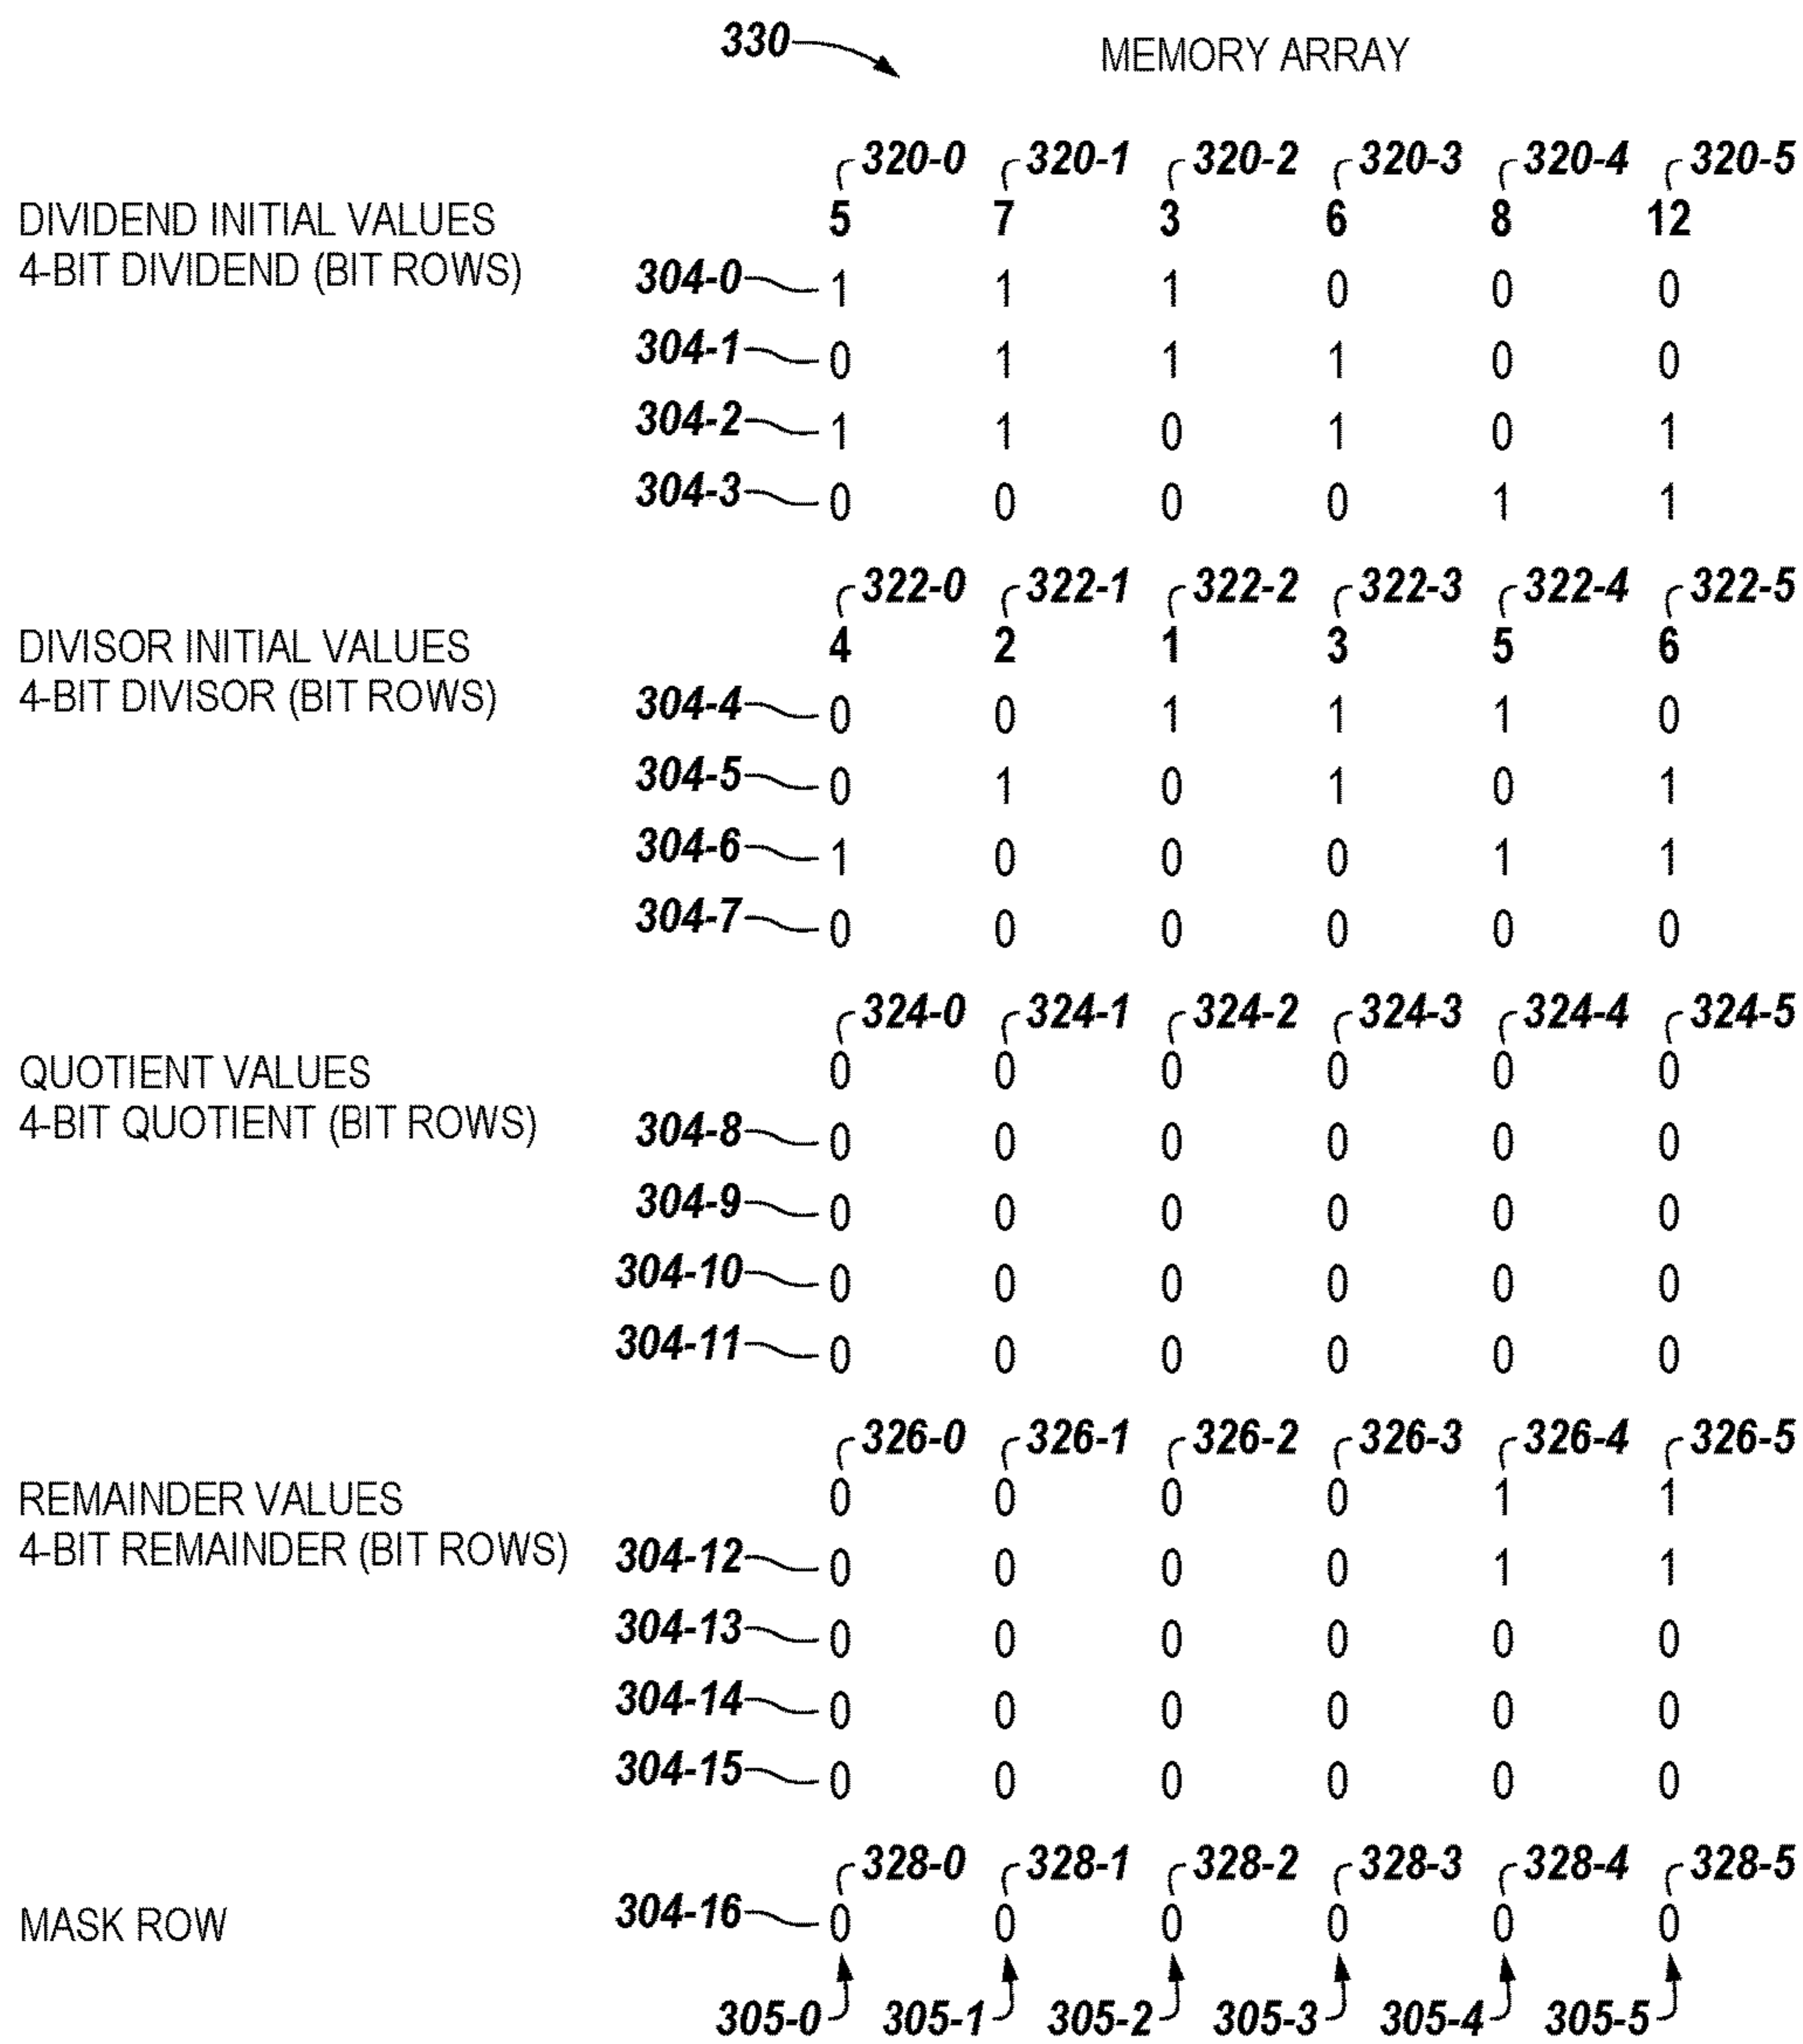 330 MEMORY ARRAY
320-0 320-1 320-2 320-3 320-4 320-5
DIVIDEND INITIAL VALUES 5 7 3 6 8 12
4-BIT DIVIDEND (BIT ROWS) 304-0 1 1 1 0 0 0
304-1 0 1 1 1 0 0
304-2 1 1 0 1 0 1
304-3 0 0 0 0 1 1
322-0 322-1 322-2 322-3 322-4 322-5
DIVISOR INITIAL VALUES 4 2 1 3 5 6
4-BIT DIVISOR (BIT ROWS) 304-4 0 0 1 1 1 0
304-5 0 1 0 1 0 1
304-6 1 0 0 0 1 1
304-7 0 0 0 0 0 0
324-0 324-1 324-2 324-3 324-4 324-5
QUOTIENT VALUES 0 0 0 0 0 0
4-BIT QUOTIENT (BIT ROWS) 304-8 0 0 0 0 0 0
304-9 0 0 0 0 0 0
304-10 0 0 0 0 0 0
304-11 0 0 0 0 0 0
326-0 326-1 326-2 326-3 326-4 326-5
REMAINDER VALUES 0 0 0 0 1 1
4-BIT REMAINDER (BIT ROWS) 304-12 0 0 0 0 1 1
304-13 0 0 0 0 0 0
304-14 0 0 0 0 0 0
304-15 0 0 0 0 0 0
328-0 328-1 328-2 328-3 328-4 328-5
MASK ROW 304-16 0 0 0 0 0 0
305-0 305-1 305-2 305-3 305-4 305-5